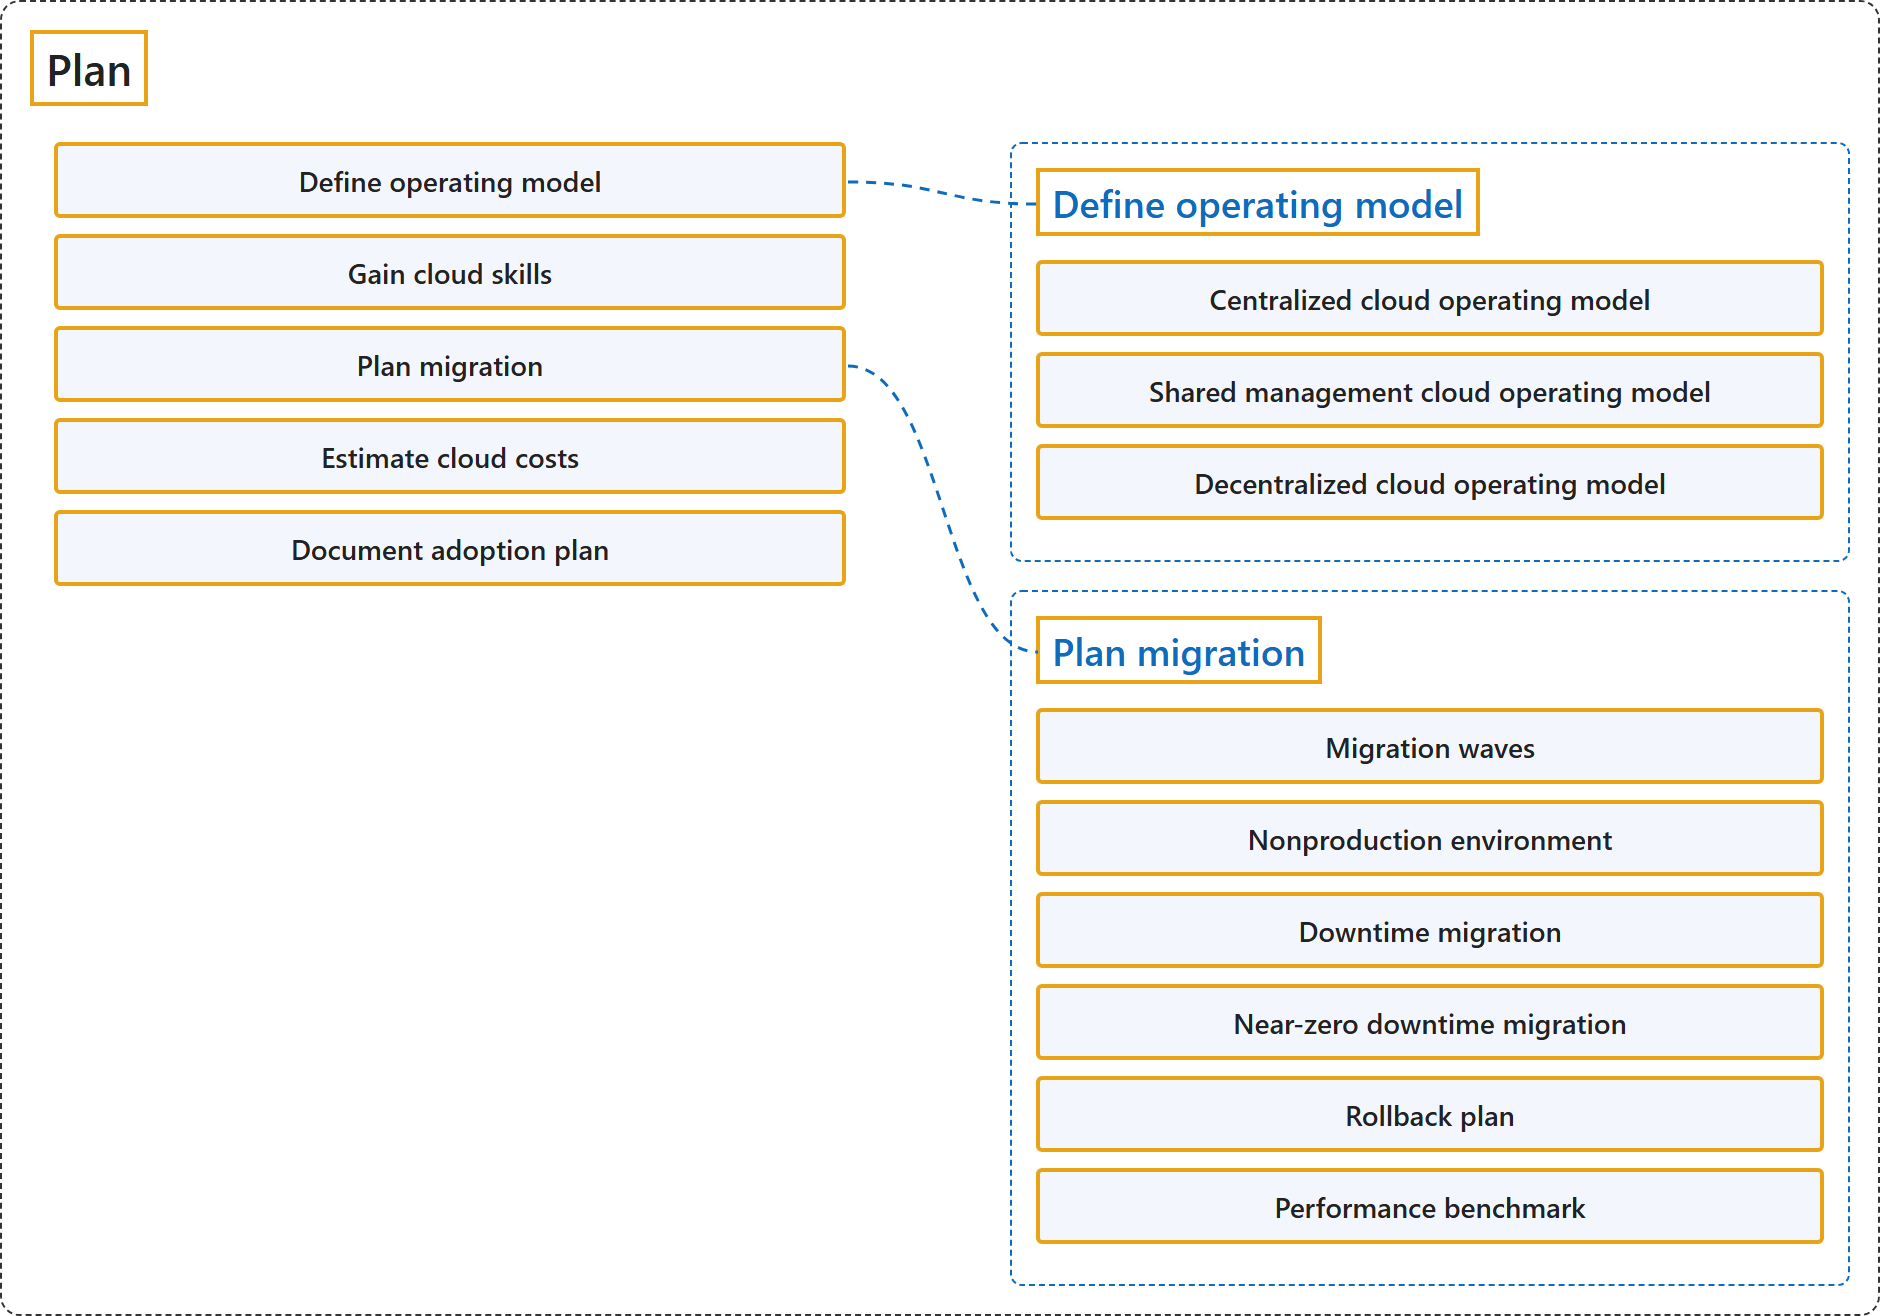 Plan
Define operating model
Gain cloud skills
Plan migration
Estimate cloud costs
Document adoption plan
Define operating model
Centralized cloud operating model
Shared management cloud operating model
Decentralized cloud operating model
Plan migration
Migration waves
Nonproduction environment
Downtime migration
Near-zero downtime migration
Rollback plan
Performance benchmark